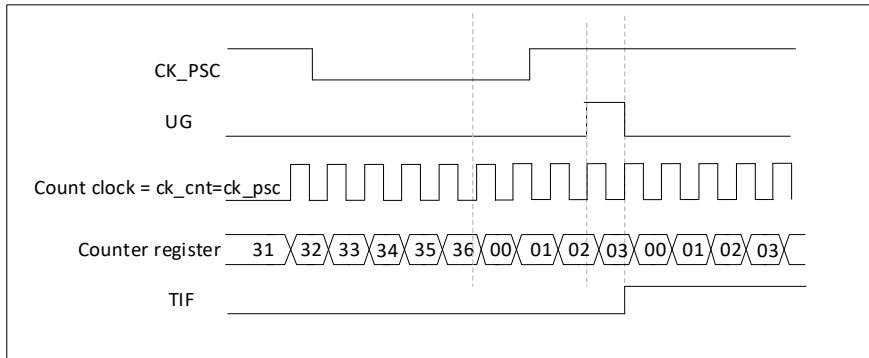 CK_PSC
UG
Count clock = ck_cnt=ck_psc
Counter register 31 32 33 34 35 36 00 01 02 03 00 01 02 03
TIF